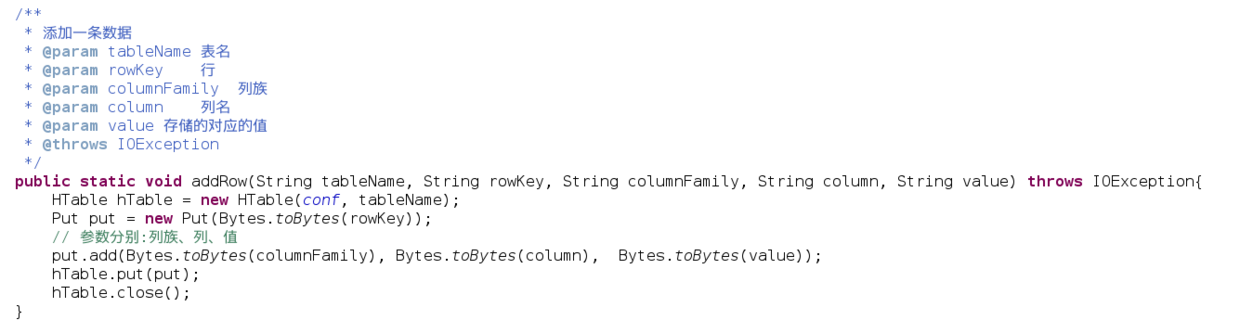 /**
 * 添加一条数据
 * @param tableName 表名
 * @param rowKey    行
 * @param columnFamily  列族
 * @param column    列名
 * @param value 存储的对应的值
 * @throws IOException
 */
public static void addRow(String tableName, String rowKey, String columnFamily, String column, String value) throws IOException{
    HTable hTable = new HTable(conf, tableName);
    Put put = new Put(Bytes.toBytes(rowKey));
    // 参数分别:列族、列、值
    put.add(Bytes.toBytes(columnFamily), Bytes.toBytes(column),  Bytes.toBytes(value));
    hTable.put(put);
    hTable.close();
}